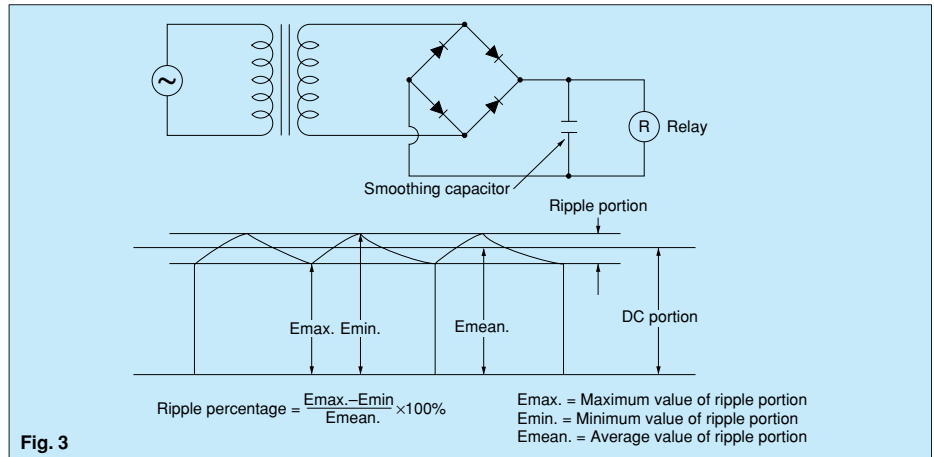 ~
R Relay
Smoothing capacitor
Ripple portion
Emax. Emin. Emean. DC portion
Ripple percentage = Emax.–Emin / Emean. ×100%
Emax. = Maximum value of ripple portion
Emin. = Minimum value of ripple portion
Emean. = Average value of ripple portion
Fig. 3